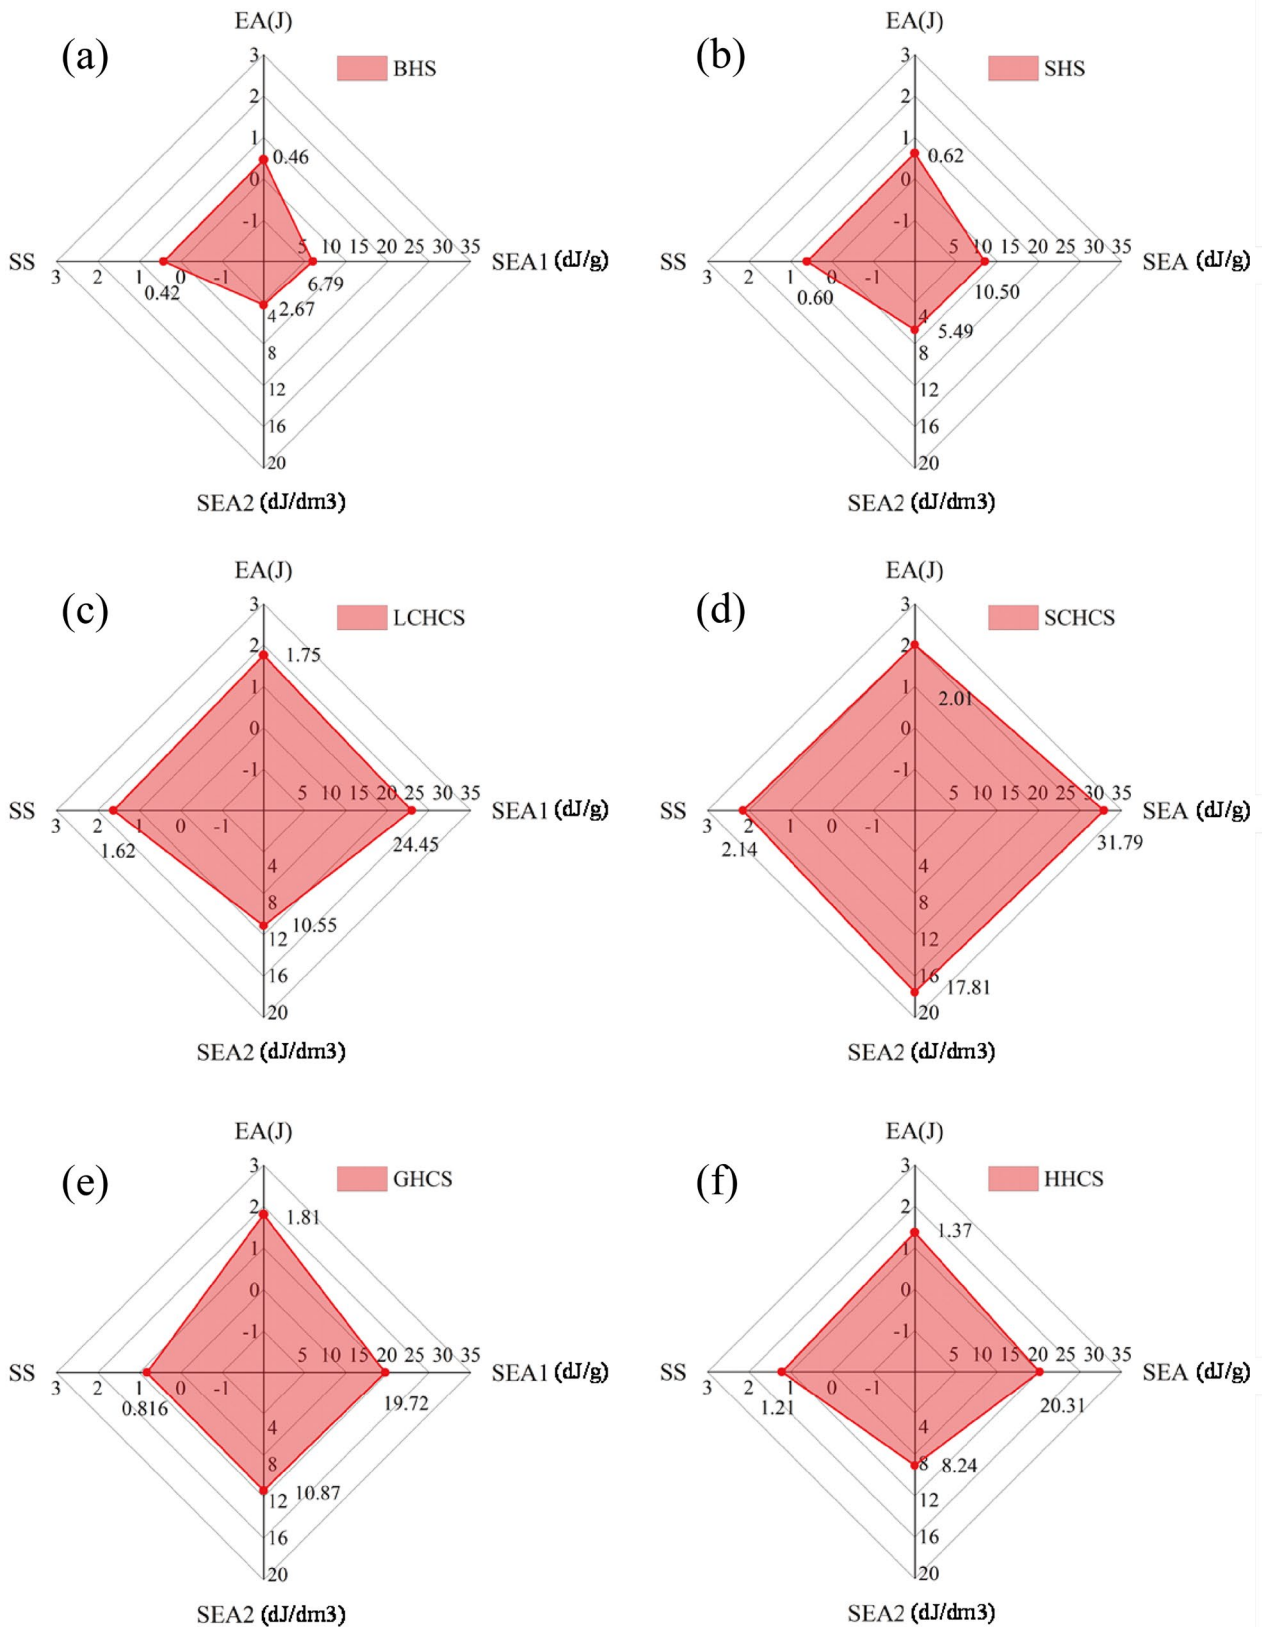 EA(J)
(a)
3
BHS
2
1
0.46
0
-1
5 10 15 20 25 30 35
SS
SEA1 (dJ/g)
3 2 1 0 -1
0.42
6.79
2.67
4
8
12
16
20
SEA2 (dJ/dm3)
EA(J)
(b)
3
SHS
2
1
0.62
0
-1
5 10 15 20 25 30 35
SS
SEA (dJ/g)
3 2 1 0 -1
0.60
10.50
4
5.49
8
12
16
20
SEA2 (dJ/dm3)
EA(J)
(c)
3
LCHCS
2
1.75
1
0
-1
5 10 15 20 25 30 35
SS
SEA1 (dJ/g)
3 2 1 0 -1
1.62
24.45
4
8
10.55
12
16
20
SEA2 (dJ/dm3)
EA(J)
(d)
3
SCHCS
2
1
2.01
0
-1
5 10 15 20 25 30 35
SS
SEA (dJ/g)
3 2 1 0 -1
2.14
31.79
4
8
12
16
17.81
20
SEA2 (dJ/dm3)
EA(J)
(e)
3
GHCS
2
1.81
1
0
-1
5 10 15 20 25 30 35
SS
SEA1 (dJ/g)
3 2 1 0 -1
0.816
19.72
4
8
10.87
12
16
20
SEA2 (dJ/dm3)
EA(J)
(f)
3
HHCS
2
1.37
1
0
-1
5 10 15 20 25 30 35
SS
SEA (dJ/g)
3 2 1 0 -1
1.21
20.31
4
8
8.24
12
16
20
SEA2 (dJ/dm3)